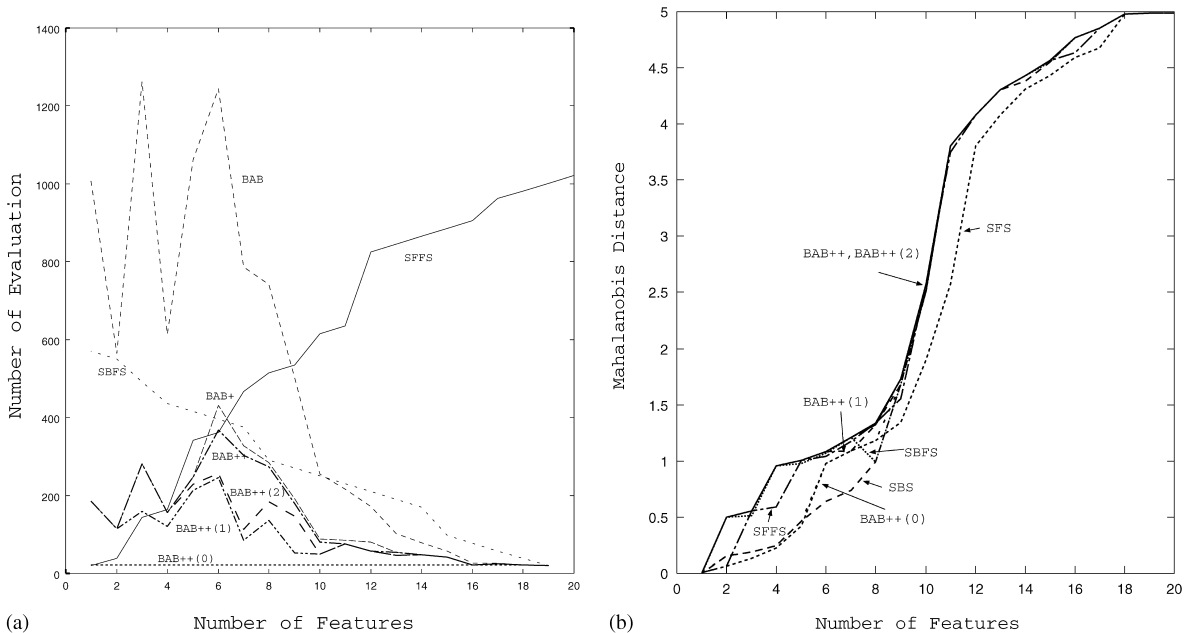 1400
1200
1000
800
600
400
200
0
Number of Evaluation
BAB
SFFS
SBFS
BAB+
BAB++
BAB++(2)
BAB++(1)
BAB++(0)
0 2 4 6 8 10 12 14 16 18 20
(a) Number of Features
5
4.5
4
3.5
3
2.5
2
1.5
1
0.5
0
Mahalanobis Distance
SFS
BAB++,BAB++(2)
BAB++(1)
SBFS
SBS
BAB++(0)
SFFS
0 2 4 6 8 10 12 14 16 18 20
(b) Number of Features